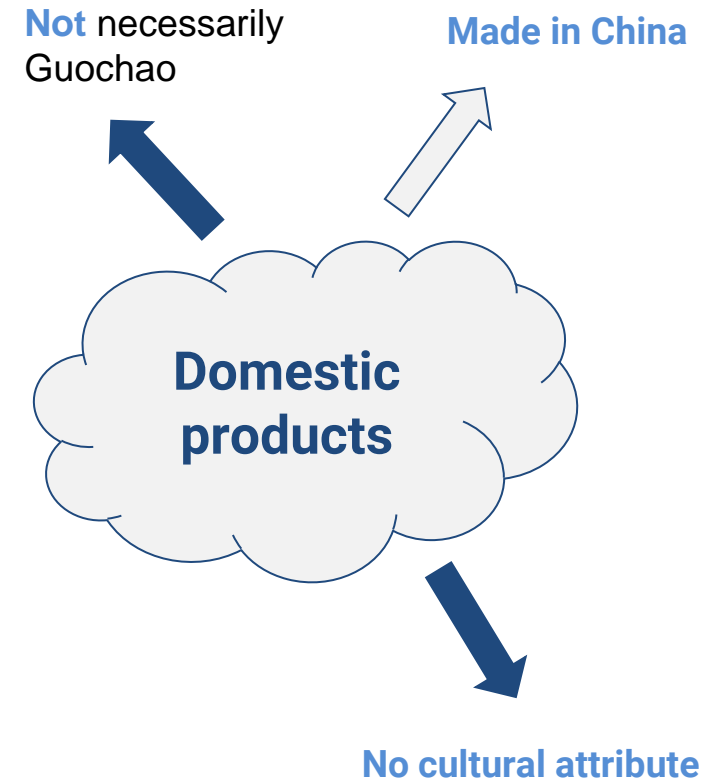 Not necessarily
Guochao
Made in China
Domestic
products
No cultural attribute